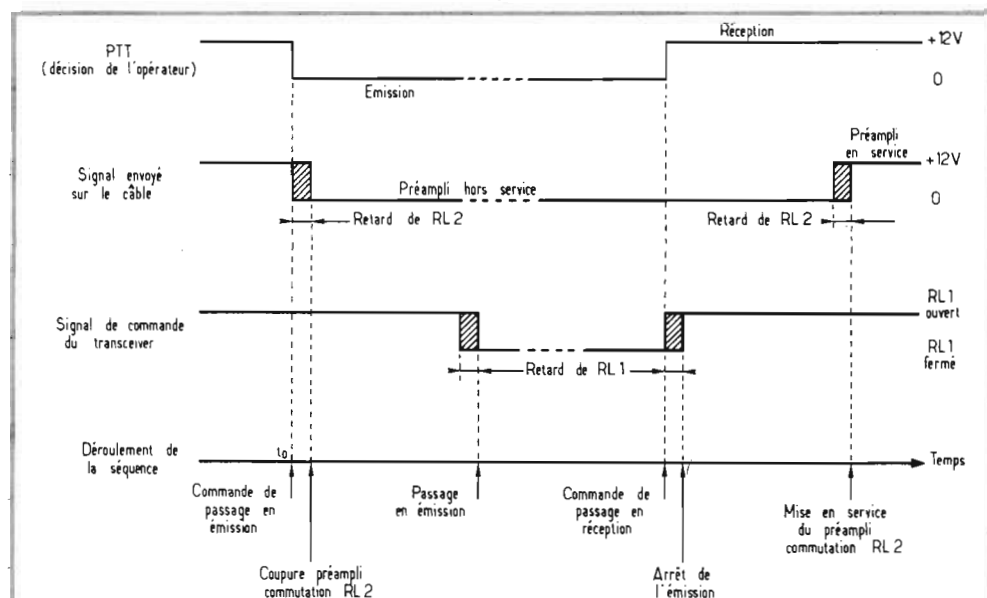 Réception
+12V
PTT
(décision de l'opérateur)
0
Emission
Préampli
en service
+12V
Signal envoyé
sur le câble
Préampli hors service
0
Retard de RL 2
Retard de RL 2
RL 1
ouvert
Signal de commande
du transceiver
RL 1
fermé
Retard de RL 1
Déroulement de
la séquence
to
Temps
Commande de
passage en
émission
Passage
en émission
Commande de
passage en
réception
Mise en service
du préampli
commutation RL 2
Coupure préampli
commutation RL 2
Arrêt de
l'émission